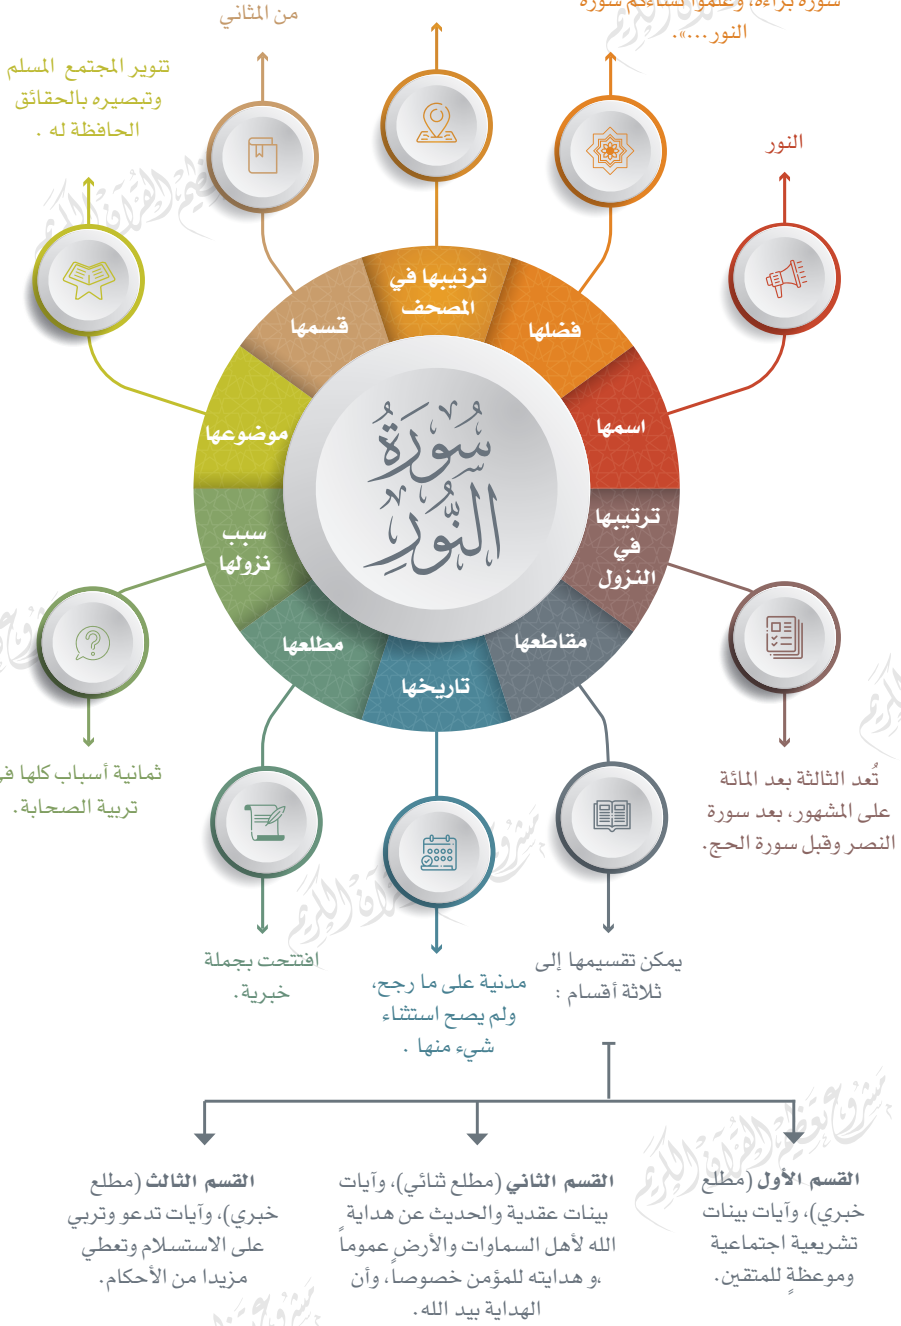 سورة براءة، وعلموا نساءكم سورة
النور...».
من المثاني
تنوير المجتمع المسلم
وتبصيره بالحقائق
الحافظة له .
النور
ترتيبها في
المصحف
فضلها
قسمها
اسمها
موضوعها
سُورَةُ
النُّورِ
ترتيبها
في
النزول
سبب
نزولها
مقاطعها
مطلعها
تاريخها
تُعد الثالثة بعد المائة
على المشهور، بعد سورة
النصر وقبل سورة الحج.
ثمانية أسباب كلها في
تربية الصحابة.
يمكن تقسيمها إلى
ثلاثة أقسام :
مدنية على ما رجح،
ولم يصح استثناء
شيء منها .
افتتحت بجملة
خبرية.
القسم الأول (مطلع
خبري)، وآيات بينات
تشريعية اجتماعية
وموعظةٍ للمتقين.
القسم الثاني (مطلع ثنائي)، وآيات
بينات عقدية والحديث عن هداية
الله لأهل السماوات والأرض عموماً
،و هدايته للمؤمن خصوصاً، وأن
الهداية بيد الله.
القسم الثالث (مطلع
خبري)، وآيات تدعو وتربي
على الاستسلام وتعطي
مزيدا من الأحكام.
مشروع تعظيم القرآن الكريم